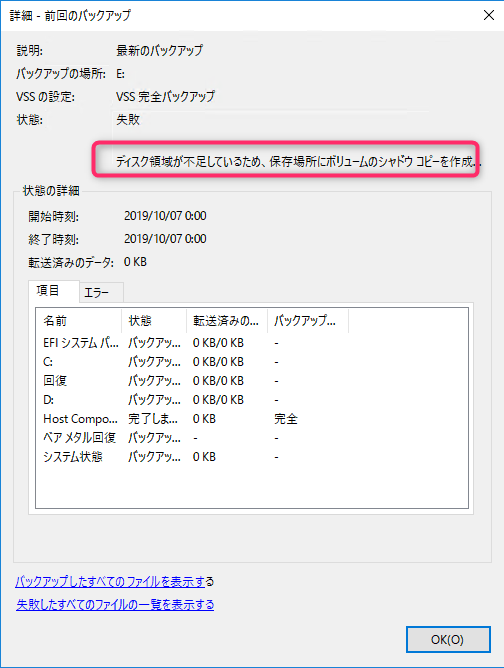 詳細 - 前回のバックアップ
説明: 最新のバックアップ
バックアップの場所: E:
VSS の設定: VSS 完全バックアップ
状態: 失敗
ディスク領域が不足しているため、保存場所にボリュームのシャドウ コピーを作成...
状態の詳細
開始時刻: 2019/10/07 0:00
終了時刻: 2019/10/07 0:00
転送済みのデータ: 0 KB
項目 エラー
名前 状態 転送済みの... バックアップ...
EFI システム パ... バックアッ... 0 KB/0 KB -
C: バックアッ... 0 KB/0 KB -
回復 バックアッ... 0 KB/0 KB -
D: バックアッ... 0 KB/0 KB -
Host Compo... 完了しま... 0 KB 完全
ベア メタル回復 バックアッ... - -
システム状態 バックアッ... 0 KB -
バックアップしたすべてのファイルを表示する
失敗したすべてのファイルの一覧を表示する
OK(O)